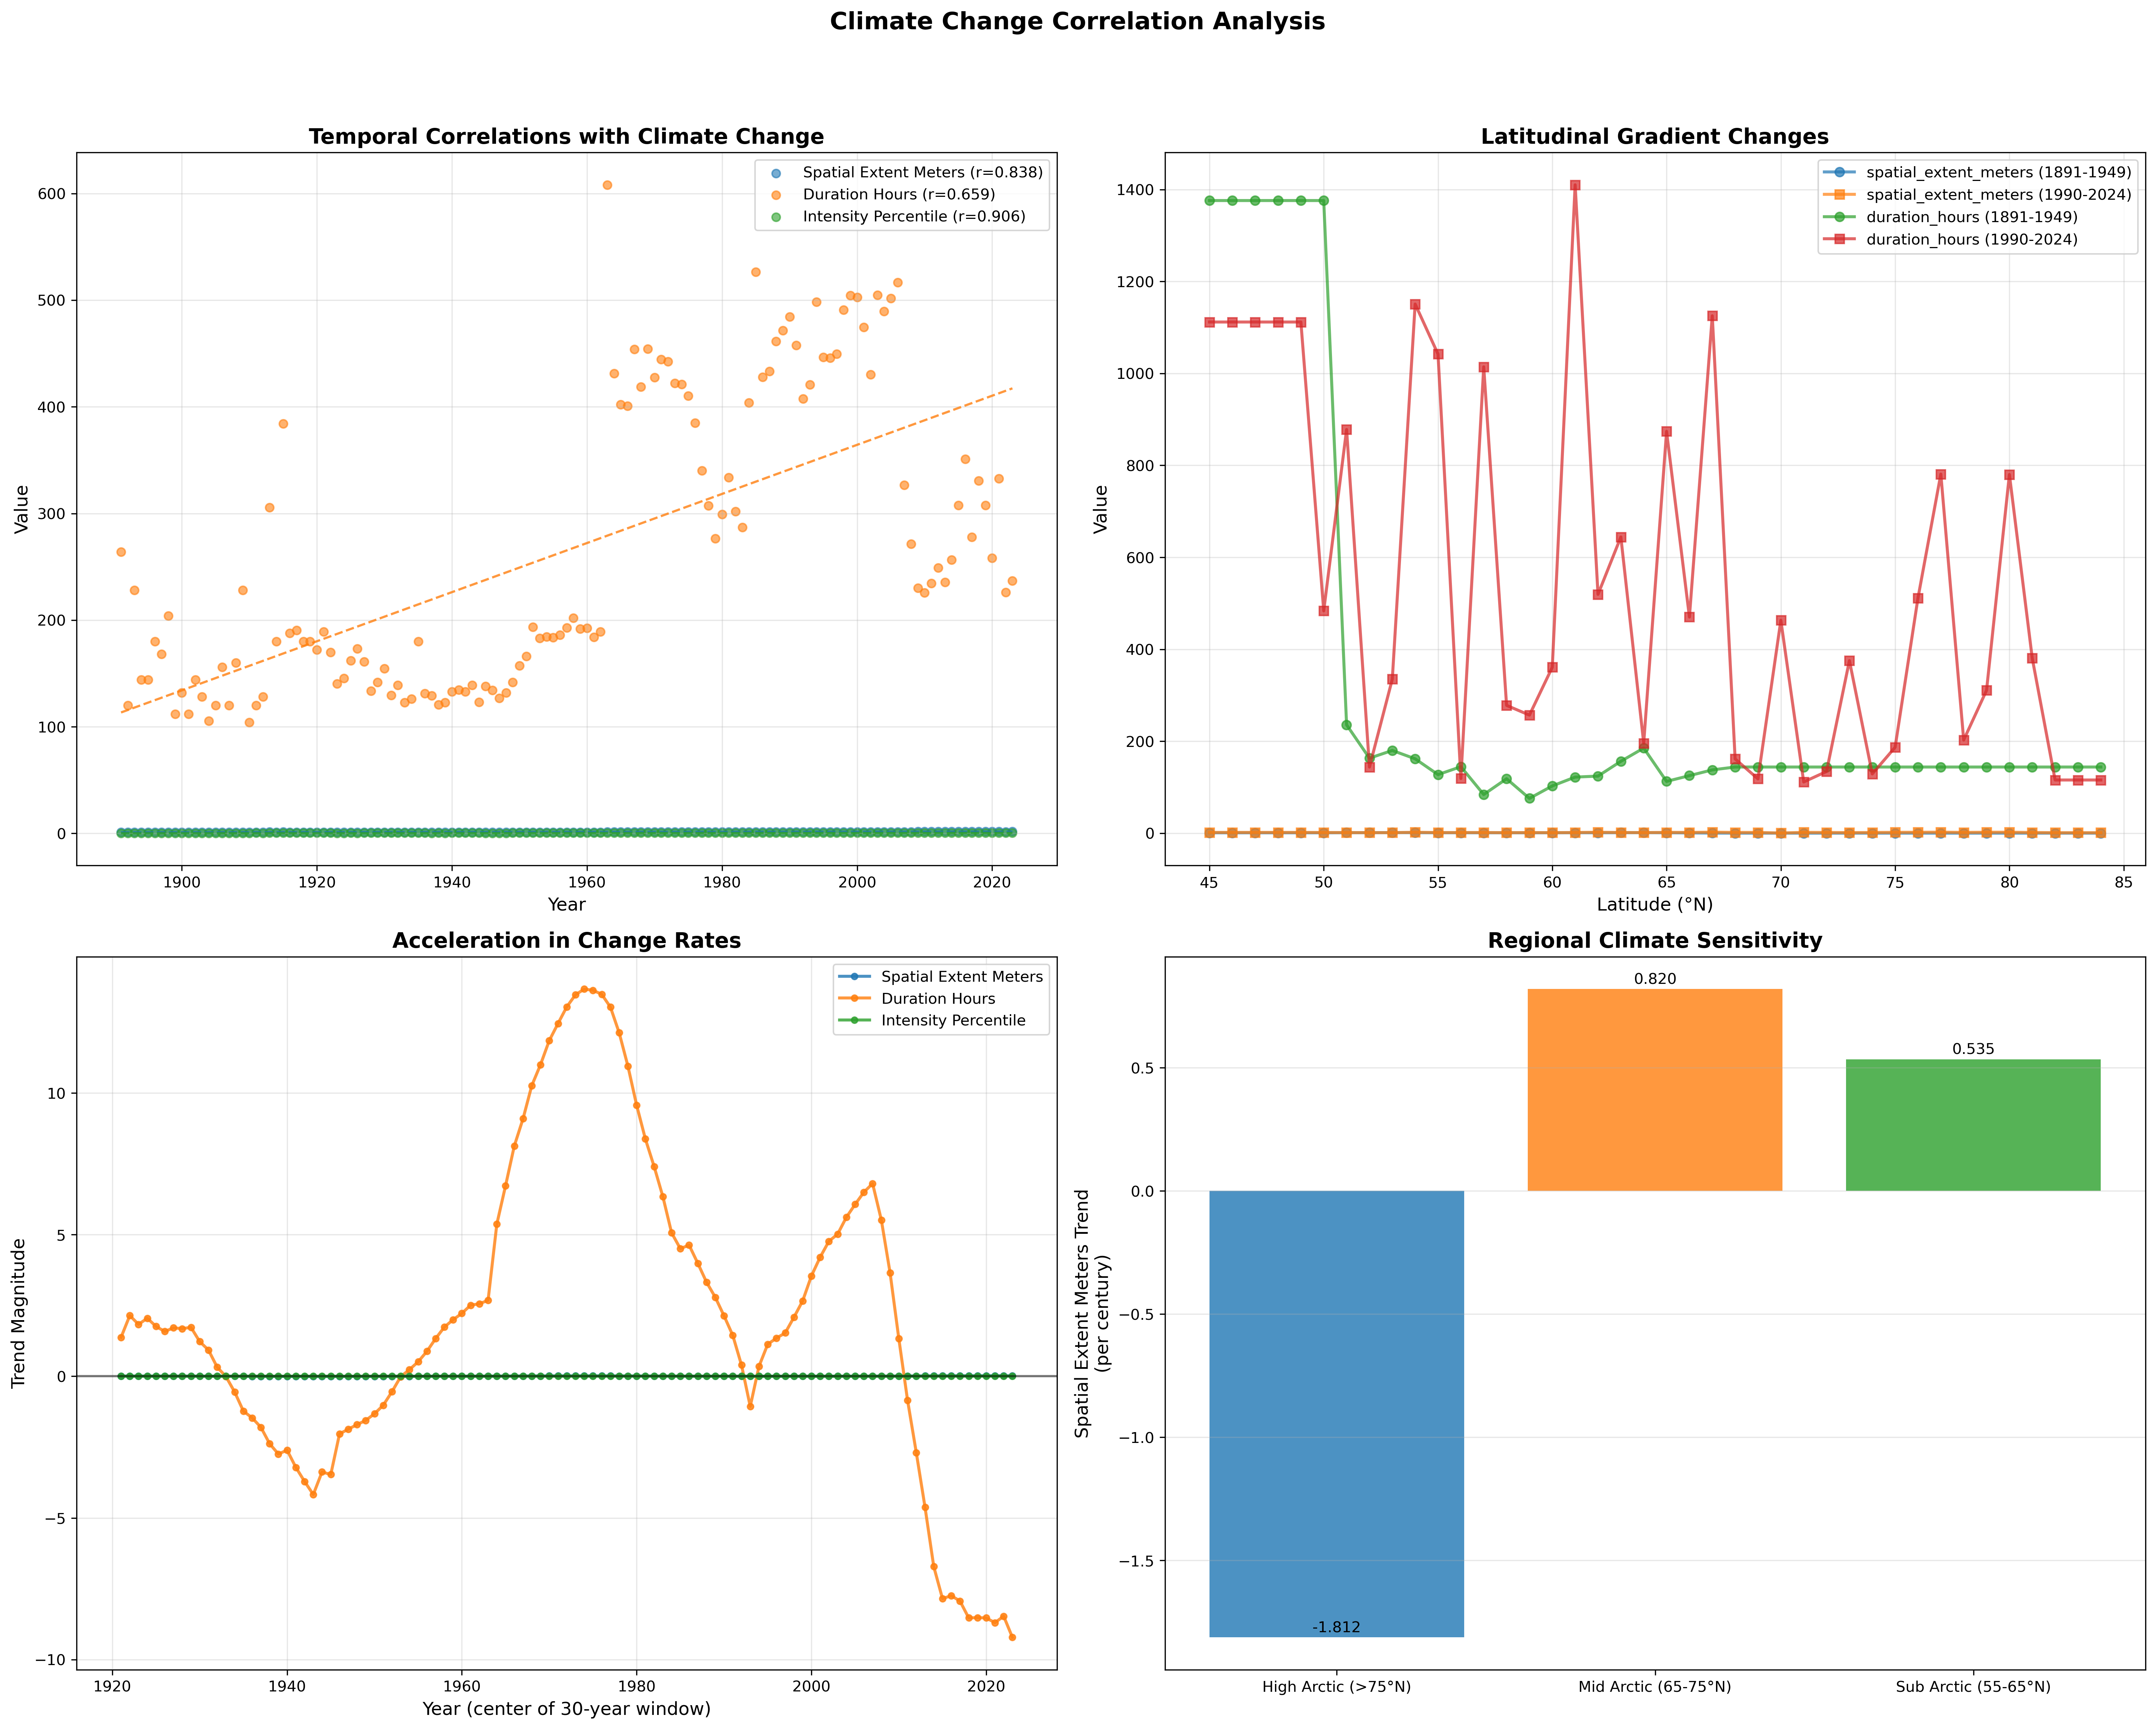 Climate Change Correlation Analysis
Temporal Correlations with Climate Change
Spatial Extent Meters (r=0.838)
Duration Hours (r=0.659)
Intensity Percentile (r=0.906)
600
500
400
300
200
100
0
Value
1900 1920 1940 1960 1980 2000 2020
Year
Latitudinal Gradient Changes
spatial_extent_meters (1891-1949)
spatial_extent_meters (1990-2024)
duration_hours (1891-1949)
duration_hours (1990-2024)
1400
1200
1000
800
600
400
200
0
Value
45 50 55 60 65 70 75 80 85
Latitude (°N)
Acceleration in Change Rates
Spatial Extent Meters
Duration Hours
Intensity Percentile
10
5
0
−5
−10
Trend Magnitude
1920 1940 1960 1980 2000 2020
Year (center of 30-year window)
Regional Climate Sensitivity
0.820
0.535
-1.812
0.5
0.0
−0.5
−1.0
−1.5
Spatial Extent Meters Trend
(per century)
High Arctic (>75°N) Mid Arctic (65-75°N) Sub Arctic (55-65°N)